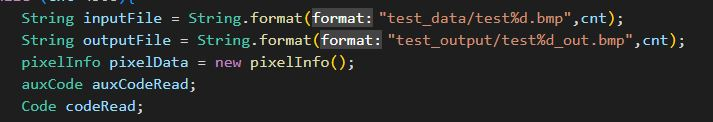 String inputFile = String.format(format: "test_data/test%d.bmp",cnt);
String outputFile = String.format(format: "test_output/test%d_out.bmp",cnt);
pixelInfo pixelData = new pixelInfo();
auxCode auxCodeRead;
Code codeRead;